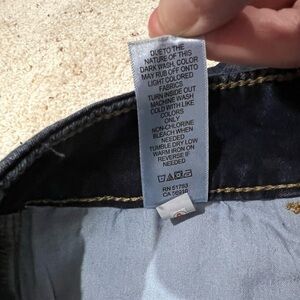 DUE TO THE
NATURE OF THIS
DARK WASH, COLOR
MAY RUB OFF ONTO
LIGHT COLORED
FABRICS
TURN INSIDE OUT
MACHINE WASH
COLD WITH LIKE
COLORS
ONLY
NON-CHLORINE
BLEACH WHEN
NEEDED
TUMBLE DRY LOW
WARM IRON ON
REVERSE IF
NEEDED
RN 51783
CA